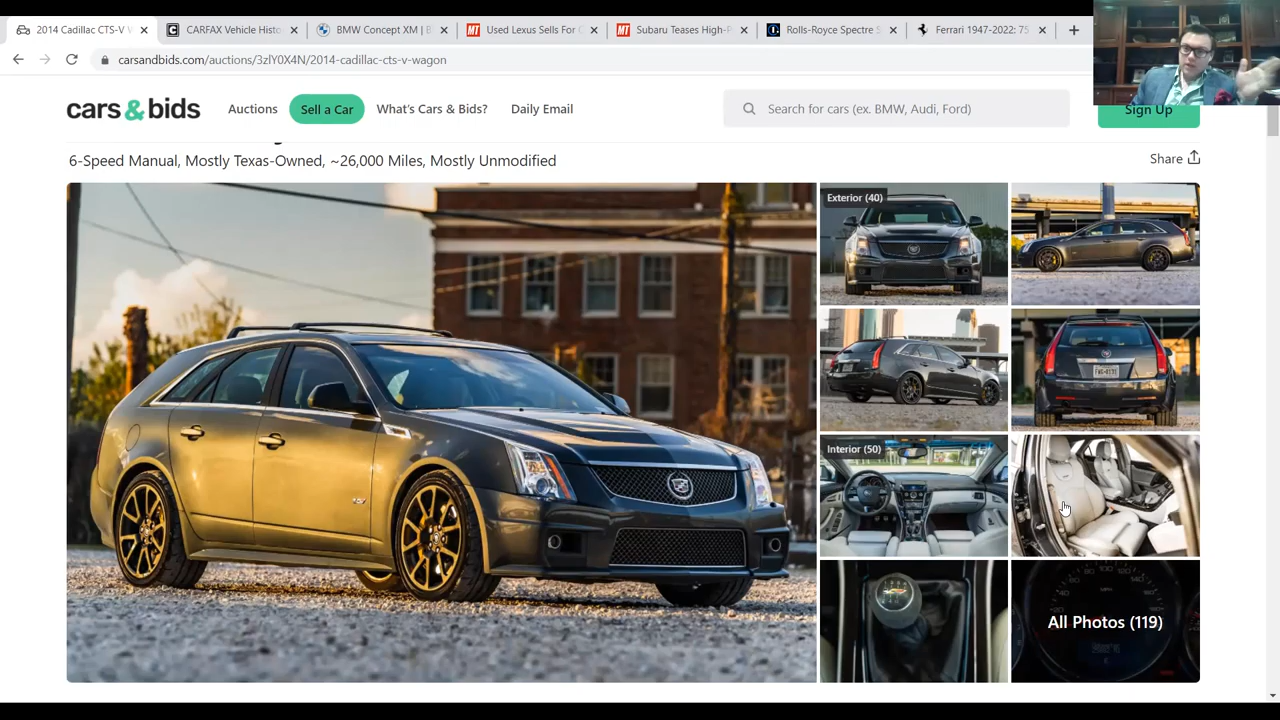 2014 Cadillac CTS-V W
CARFAX Vehicle Histo
BMW Concept XM | B
Used Lexus Sells For C
Subaru Teases High-P
Rolls-Royce Spectre S
Ferrari 1947-2022: 75
carsandbids.com/auctions/3zlY0X4N/2014-cadillac-cts-v-wagon
cars & bids
Auctions
Sell a Car
What's Cars & Bids?
Daily Email
Search for cars (ex. BMW, Audi, Ford)
Sign Up
6-Speed Manual, Mostly Texas-Owned, ~26,000 Miles, Mostly Unmodified
Share
Exterior (40)
Interior (50)
All Photos (119)